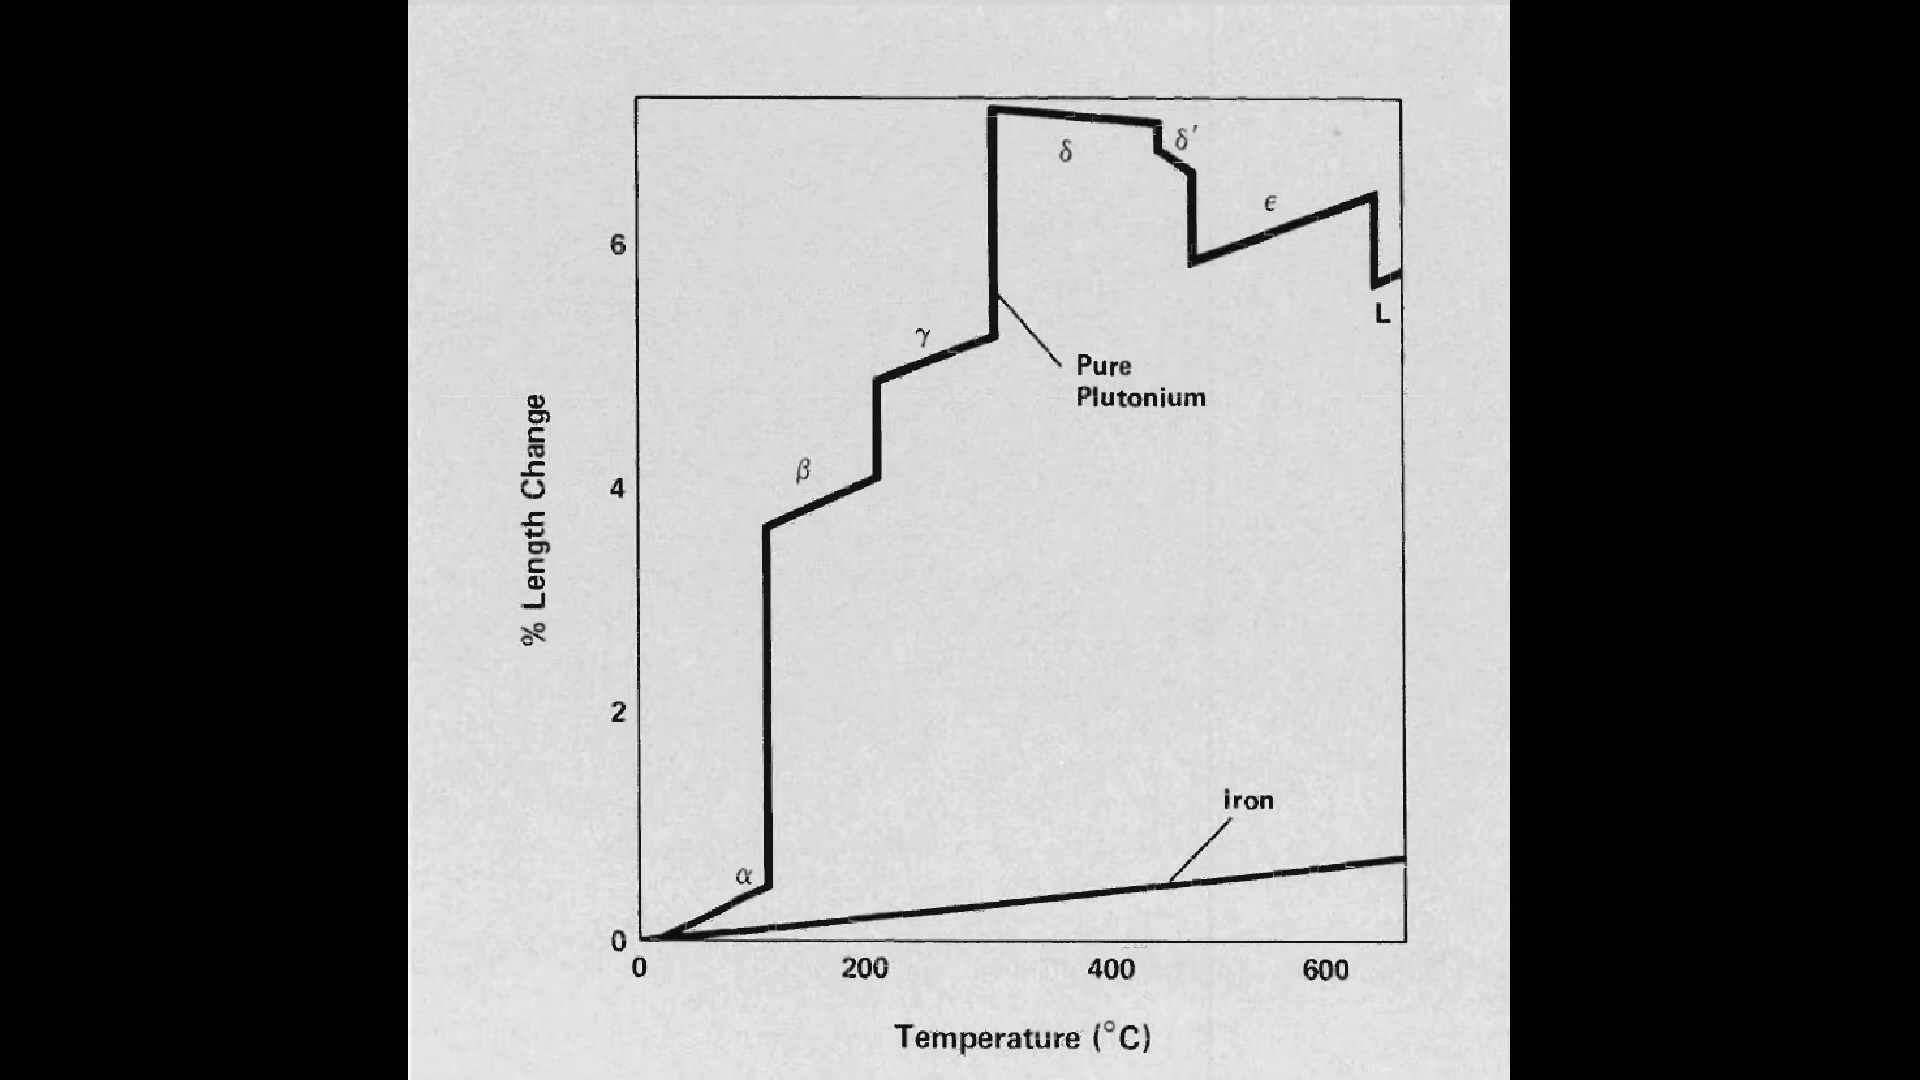 δ
δ′
ϵ
6
L
γ
Pure
Plutonium
β
4
% Length Change
2
Iron
α
0
0 200 400 600
Temperature (°C)